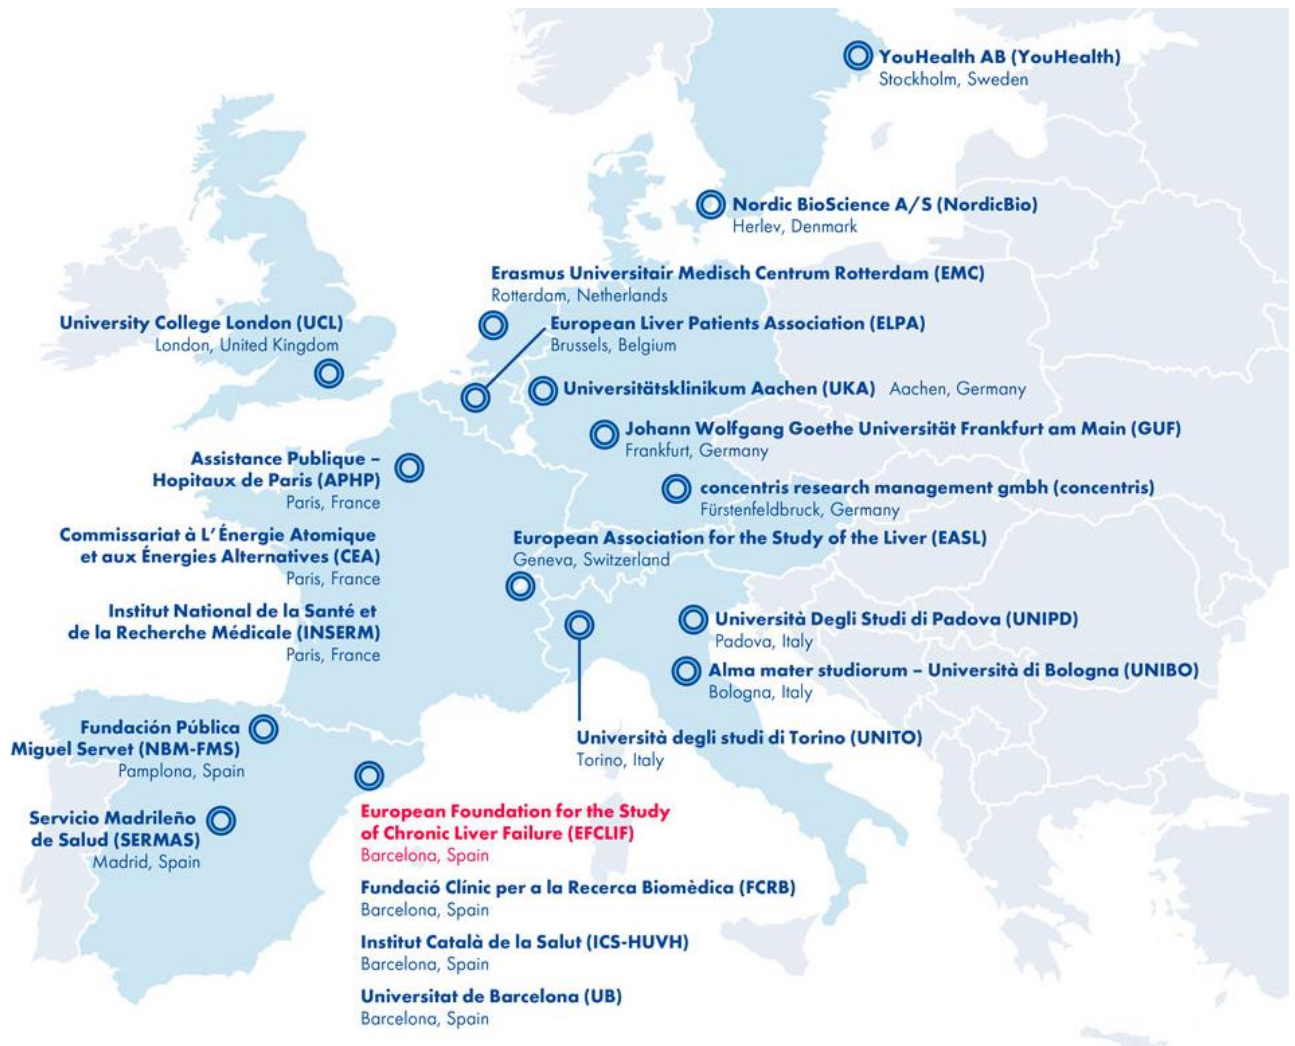 YouHealth AB (YouHealth)
Stockholm, Sweden
Nordic BioScience A/S (NordicBio)
Herlev, Denmark
Erasmus Universitair Medisch Centrum Rotterdam (EMC)
Rotterdam, Netherlands
University College London (UCL)
London, United Kingdom
European Liver Patients Association (ELPA)
Brussels, Belgium
Universitätsklinikum Aachen (UKA) Aachen, Germany
Johann Wolfgang Goethe Universität Frankfurt am Main (GUF)
Frankfurt, Germany
Assistance Publique –
Hopitaux de Paris (APHP)
Paris, France
concentris research management gmbh (concentris)
Fürstenfeldbruck, Germany
Commissariat à L’Énergie Atomique
et aux Énergies Alternatives (CEA)
Paris, France
European Association for the Study of the Liver (EASL)
Geneva, Switzerland
Institut National de la Santé et
de la Recherche Médicale (INSERM)
Paris, France
Università Degli Studi di Padova (UNIPD)
Padova, Italy
Alma mater studiorum – Università di Bologna (UNIBO)
Bologna, Italy
Fundación Pública
Miguel Servet (NBM-FMS)
Pamplona, Spain
Università degli studi di Torino (UNITO)
Torino, Italy
Servicio Madrileño
de Salud (SERMAS)
Madrid, Spain
European Foundation for the Study
of Chronic Liver Failure (EFCLIF)
Barcelona, Spain
Fundació Clínic per a la Recerca Biomèdica (FCRB)
Barcelona, Spain
Institut Català de la Salut (ICS-HUVH)
Barcelona, Spain
Universitat de Barcelona (UB)
Barcelona, Spain